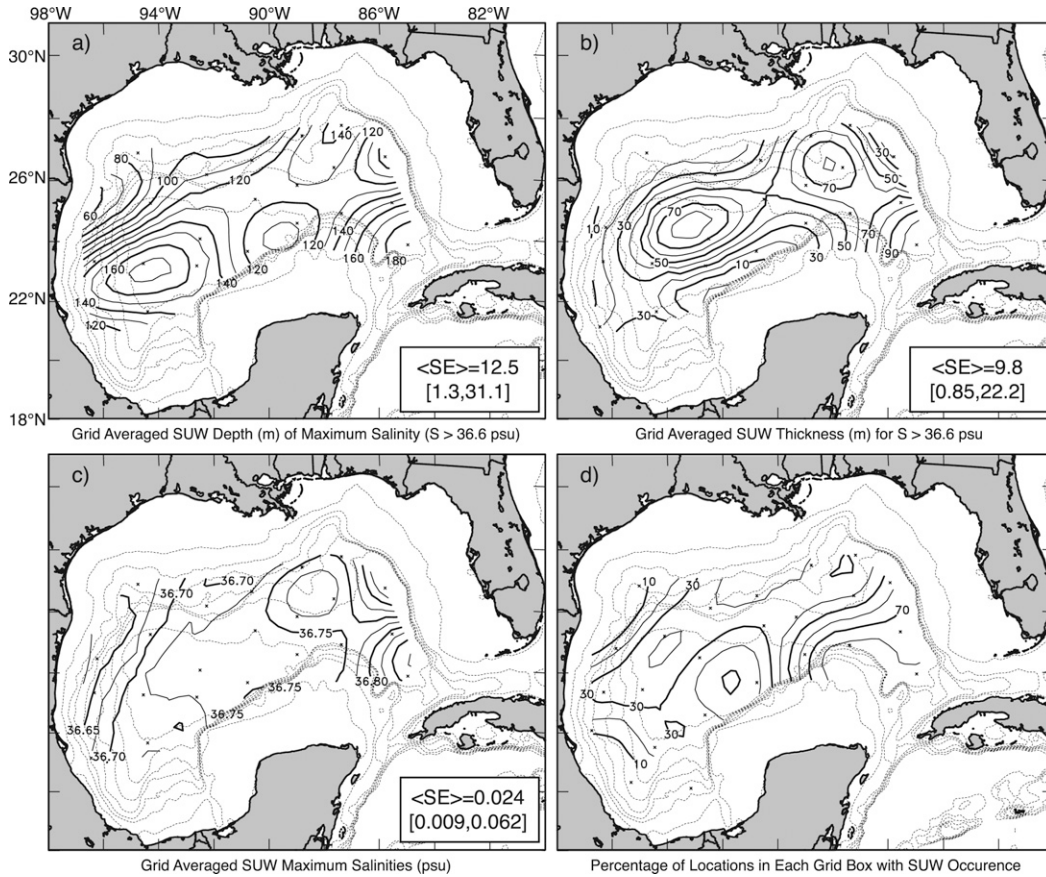 98°W 94°W 90°W 86°W 82°W
30°N
26°N
22°N
18°N
a)
80
100
120
140
120
60
160
120
120
140
160
180
140
140
120
<SE>=12.5
[1.3,31.1]
Grid Averaged SUW Depth (m) of Maximum Salinity (S > 36.6 psu)
b)
30
50
70
10
30
70
50
10
30
50
70
90
30
<SE>=9.8
[0.85,22.2]
Grid Averaged SUW Thickness (m) for S > 36.6 psu
c)
36.70
36.70
36.75
36.80
36.75
36.75
36.65
36.70
<SE>=0.024
[0.009,0.062]
Grid Averaged SUW Maximum Salinities (psu)
d)
10
30
70
30
30
30
10
Percentage of Locations in Each Grid Box with SUW Occurence